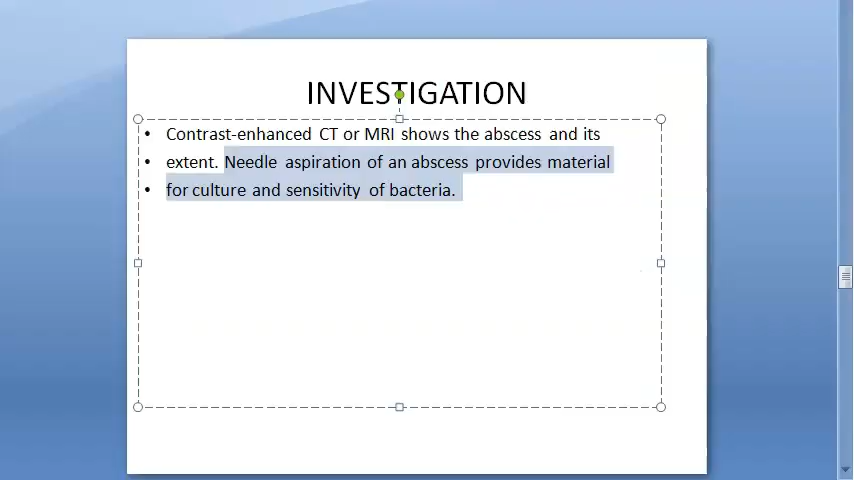 INVESTIGATION
• Contrast-enhanced CT or MRI shows the abscess and its
• extent. Needle aspiration of an abscess provides material
• for culture and sensitivity of bacteria.